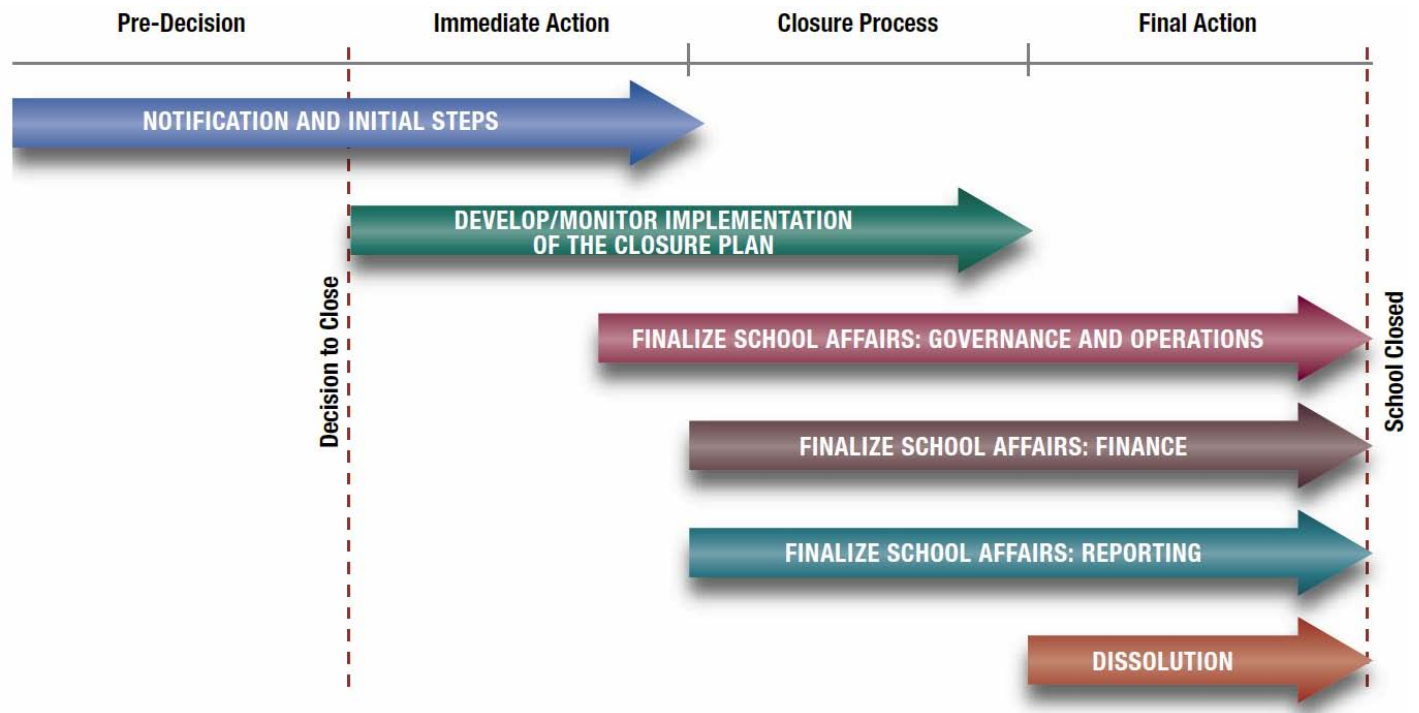 Pre-Decision
Immediate Action
Closure Process
Final Action
NOTIFICATION AND INITIAL STEPS
DEVELOP/MONITOR IMPLEMENTATION
OF THE CLOSURE PLAN
Decision to Close
FINALIZE SCHOOL AFFAIRS: GOVERNANCE AND OPERATIONS
School Closed
FINALIZE SCHOOL AFFAIRS: FINANCE
FINALIZE SCHOOL AFFAIRS: REPORTING
DISSOLUTION